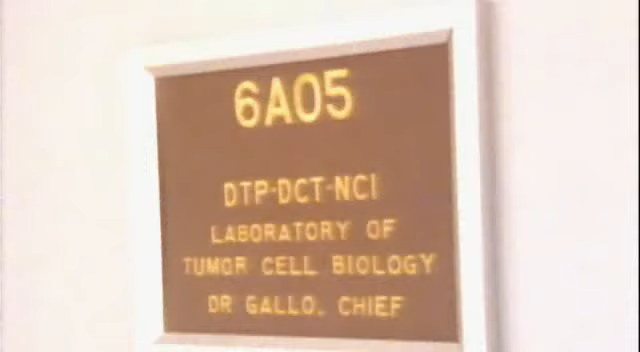 6A05
DTP-DCT-NCI
LABORATORY OF
TUMOR CELL BIOLOGY
DR GALLO. CHIEF